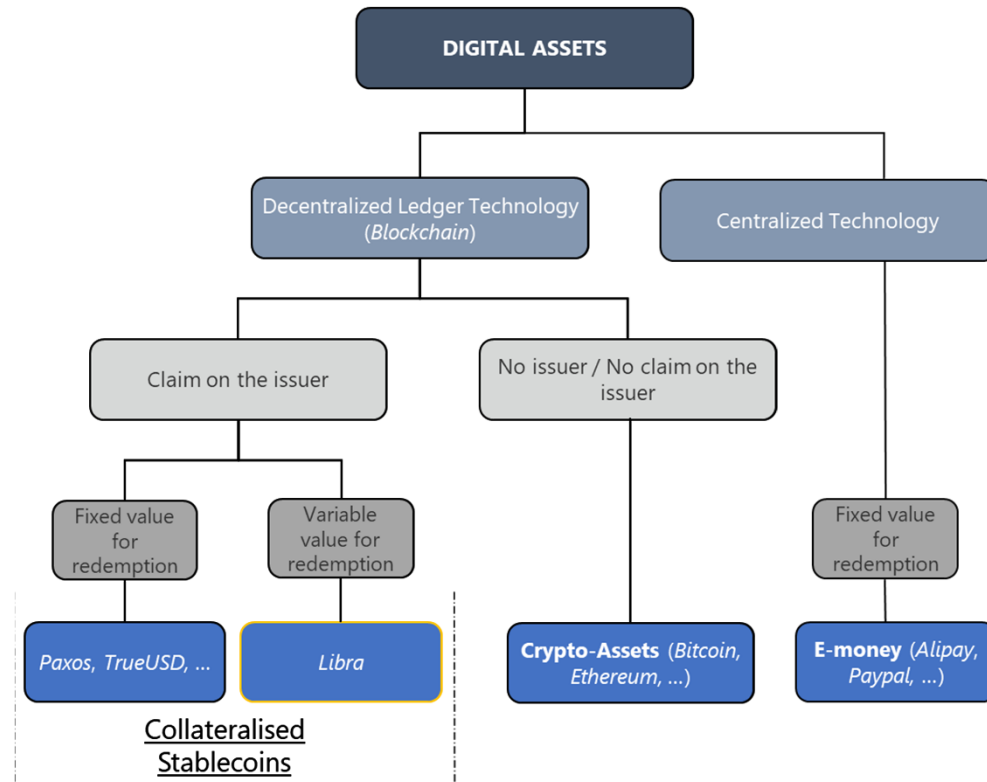 DIGITAL ASSETS
Decentralized Ledger Technology
(Blockchain)
Centralized Technology
Claim on the issuer
No issuer / No claim on the
issuer
Fixed value
for
redemption
Variable
value for
redemption
Fixed value
for
redemption
Paxos, TrueUSD, ...
Libra
Crypto-Assets (Bitcoin,
Ethereum, ...)
E-money (Alipay,
Paypal, ...)
Collateralised
Stablecoins